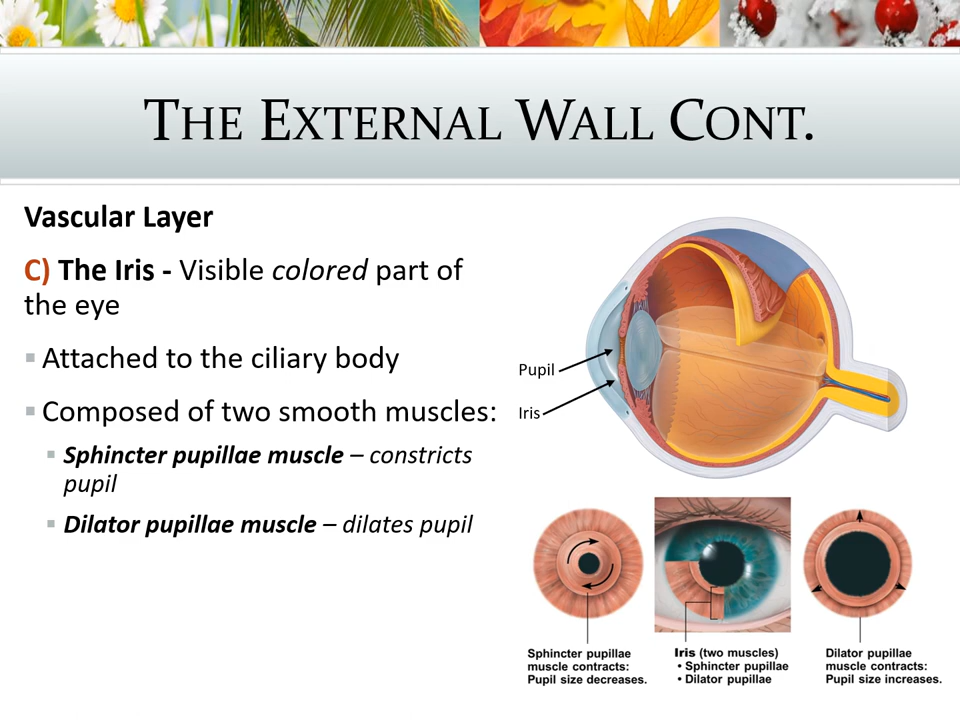 THE EXTERNAL WALL CONT.
Vascular Layer
C) The Iris - Visible colored part of
the eye
▪ Attached to the ciliary body
▪ Composed of two smooth muscles:
▪ Sphincter pupillae muscle – constricts
pupil
▪ Dilator pupillae muscle – dilates pupil
Pupil
Iris
Sphincter pupillae
muscle contracts:
Pupil size decreases.
Iris (two muscles)
• Sphincter pupillae
• Dilator pupillae
Dilator pupillae
muscle contracts:
Pupil size increases.